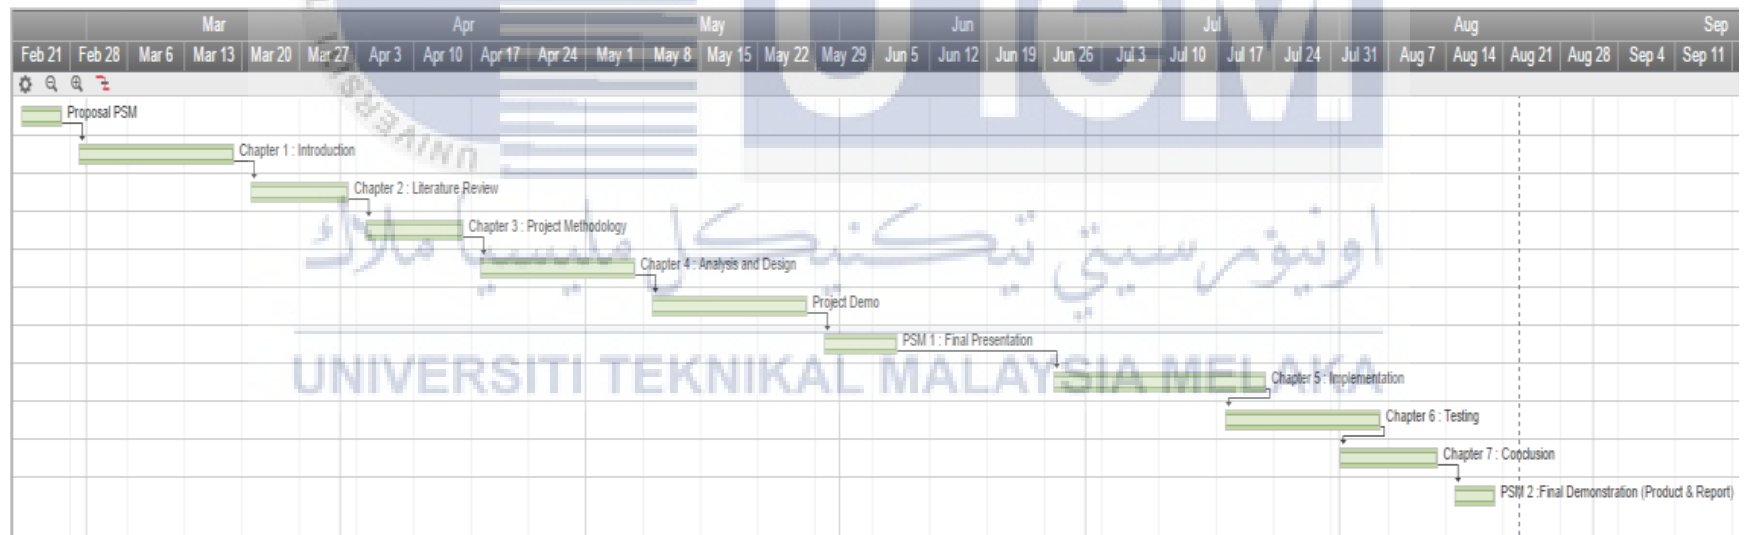 Mar Apr May Jun Jul Aug Sep
Feb 21 Feb 28 Mar 6 Mar 13 Mar 20 Mar 27 Apr 3 Apr 10 Apr 17 Apr 24 May 1 May 8 May 15 May 22 May 29 Jun 5 Jun 12 Jun 19 Jun 26 Jul 3 Jul 10 Jul 17 Jul 24 Jul 31 Aug 7 Aug 14 Aug 21 Aug 28 Sep 4 Sep 11
UTeM
UNIVERSI
Proposal PSM
Chapter 1 : Introduction
Chapter 2 : Literature Review
Chapter 3 : Project Methodology
اونيۏرسيتي تيكنيكل مليسيا ملاك
Chapter 4 : Analysis and Design
Project Demo
PSM 1 : Final Presentation
UNIVERSITI TEKNIKAL MALAYSIA MELAKA
Chapter 5 : Implementation
Chapter 6 : Testing
Chapter 7 : Conclusion
PSM 2 :Final Demonstration (Product & Report)